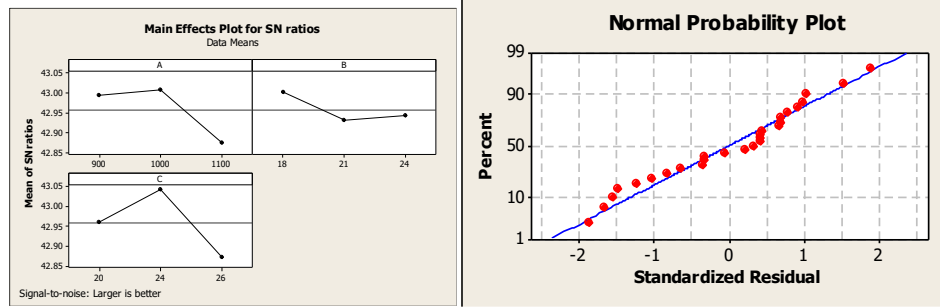 Main Effects Plot for SN ratios
Data Means
A B
43.05
43.00
42.95
42.90
42.85
900 1000 1100 18 21 24
C
43.05
43.00
42.95
42.90
42.85
20 24 26
Mean of SN ratios
Signal-to-noise: Larger is better
Normal Probability Plot
99
90
50
10
1
Percent
-2 -1 0 1 2
Standardized Residual